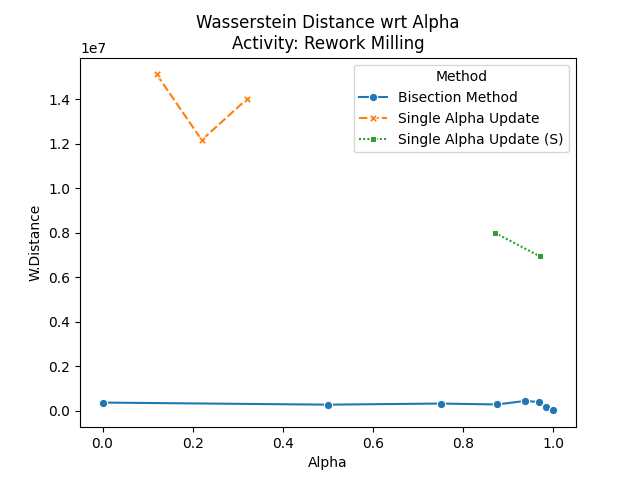 Wasserstein Distance wrt Alpha
Activity: Rework Milling
1e7
Method
Bisection Method
Single Alpha Update
Single Alpha Update (S)
W.Distance
1.4
1.2
1.0
0.8
0.6
0.4
0.2
0.0
0.0 0.2 0.4 0.6 0.8 1.0
Alpha